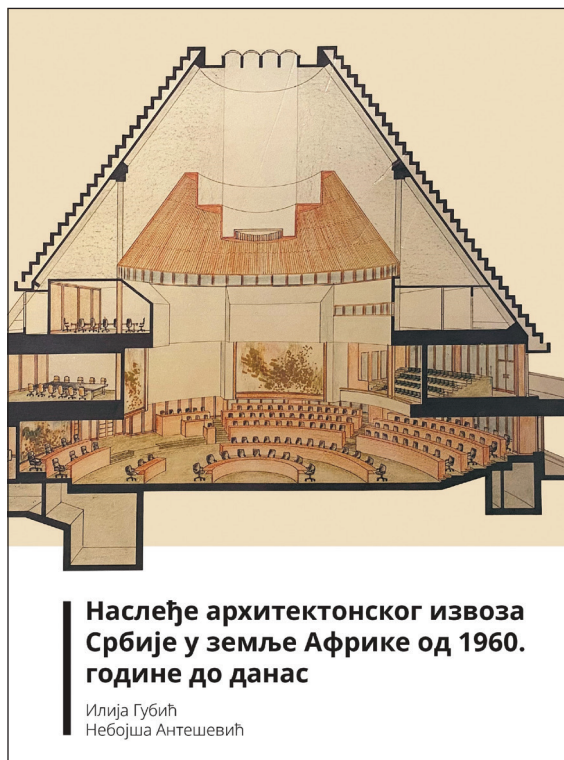 Наслеђе архитектонског извоза
Србије у земље Африке од 1960.
године до данас
Илија Губић
Небојша Антешевић